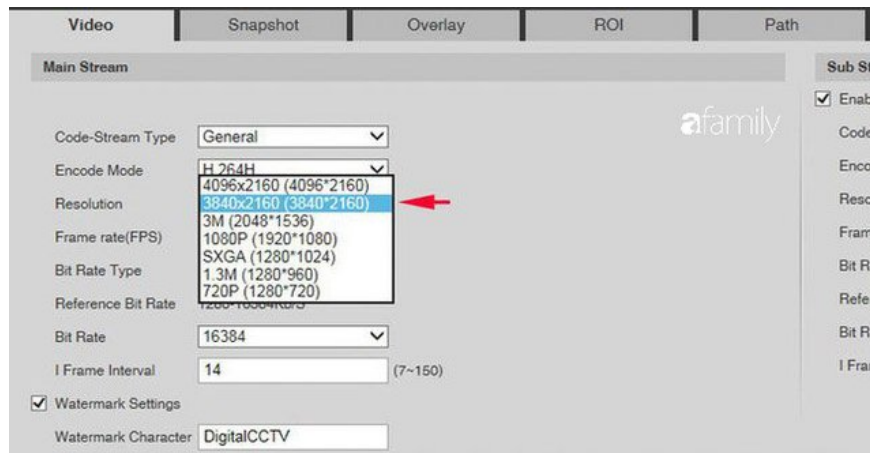 Video Snapshot Overlay ROI Path
Main Stream
Sub St
afamily
Enab
Code-Stream Type General
Code
Encode Mode H.264H
Enco
Resolution
4096x2160 (4096*2160)
3840x2160 (3840*2160)
3M (2048*1536)
1080P (1920*1080)
SXGA (1280*1024)
1.3M (1280*960)
720P (1280*720)
Reso
Frame rate(FPS)
Fram
Bit Rate Type
Bit R
Reference Bit Rate
Refe
Bit Rate 16384
Bit R
I Frame Interval 14 (7~150)
I Fra
Watermark Settings
Watermark Character DigitalCCTV